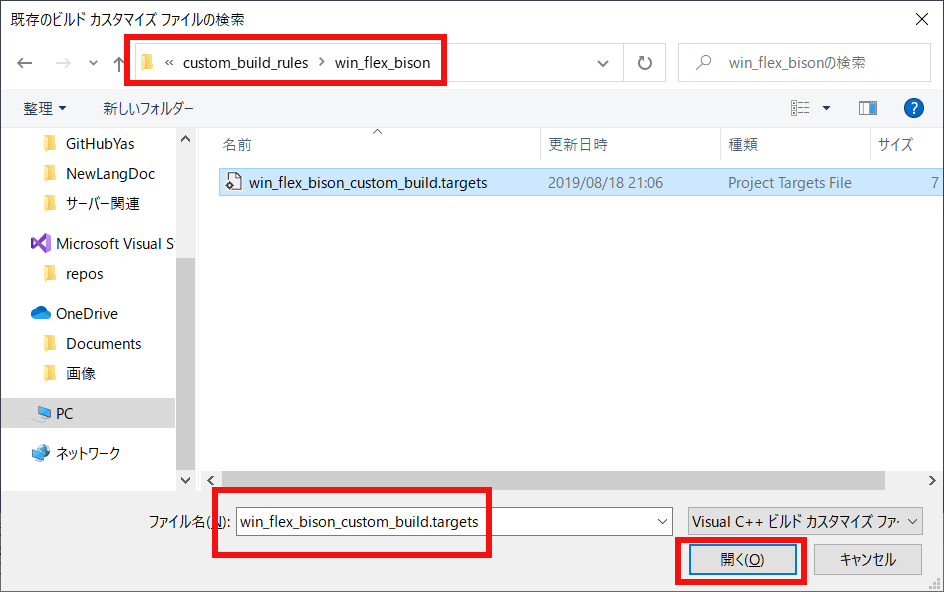 既存のビルド カスタマイズ ファイルの検索
« custom_build_rules > win_flex_bison
win_flex_bisonの検索
整理 新しいフォルダー
名前 更新日時 種類 サイズ
win_flex_bison_custom_build.targets 2019/08/18 21:06 Project Targets File 7
GitHubYas
NewLangDoc
サーバー関連
Microsoft Visual S
repos
OneDrive
Documents
画像
PC
ネットワーク
ファイル名(N): win_flex_bison_custom_build.targets
Visual C++ ビルド カスタマイズ ファ
開く(O) キャンセル